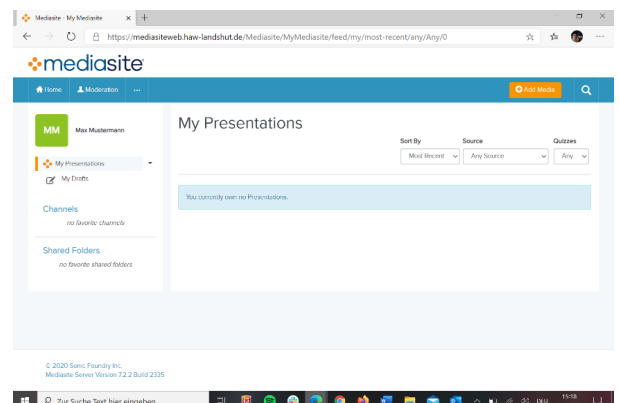 Mediasite - My Mediasite
https://mediasiteweb.haw-landshut.de/Mediasite/MyMediasite/feed/my/most-recent/any/Any/0
mediasite
Home Moderation ... Add Media
MM Max Mustermann
My Presentations
My Drafts
Channels
no favorite channels
Shared Folders
no favorite shared folders
My Presentations
Sort By Source Quizzes
Most Recent Any Source Any
You currently own no Presentations.
© 2020 Sonic Foundry Inc.
Mediasite Server Version 7.2.2 Build 2335
Zur Suche Text hier eingeben
15:18
DEU